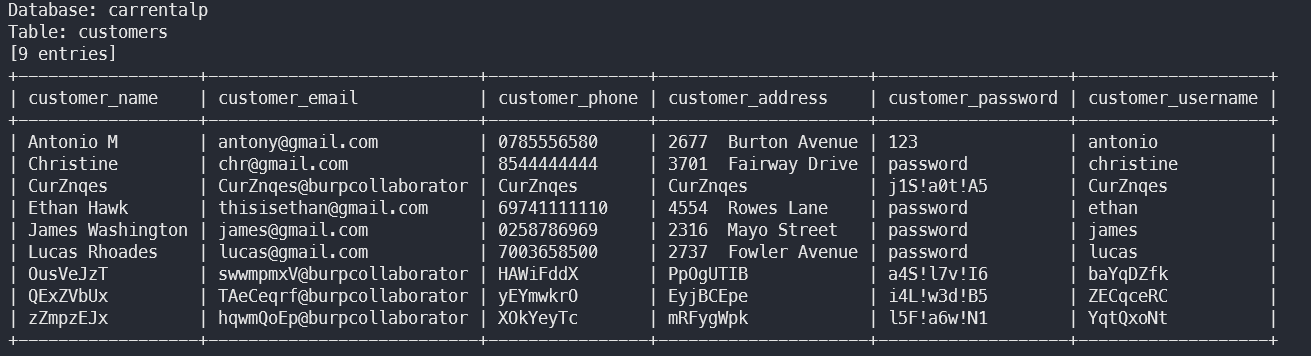 Database: carrentalp
Table: customers
[9 entries]
| customer_name | customer_email | customer_phone | customer_address | customer_password | customer_username |
| Antonio M | antony@gmail.com | 0785556580 | 2677  Burton Avenue | 123 | antonio |
| Christine | chr@gmail.com | 8544444444 | 3701  Fairway Drive | password | christine |
| CurZnqes | CurZnqes@burpcollaborator | CurZnqes | CurZnqes | j1S!a0t!A5 | CurZnqes |
| Ethan Hawk | thisisethan@gmail.com | 69741111110 | 4554  Rowes Lane | password | ethan |
| James Washington | james@gmail.com | 0258786969 | 2316  Mayo Street | password | james |
| Lucas Rhoades | lucas@gmail.com | 7003658500 | 2737  Fowler Avenue | password | lucas |
| OusVeJzT | swwmpmxV@burpcollaborator | HAWiFddX | PpOgUTIB | a4S!l7v!I6 | baYqDZfk |
| QExZVbUx | TAeCeqrf@burpcollaborator | yEYmwkrO | EyjBCEpe | i4L!w3d!B5 | ZECqceRC |
| zZmpzEJx | hqwmQoEp@burpcollaborator | XOkYeyTc | mRFygWpk | l5F!a6w!N1 | YqtQxoNt |